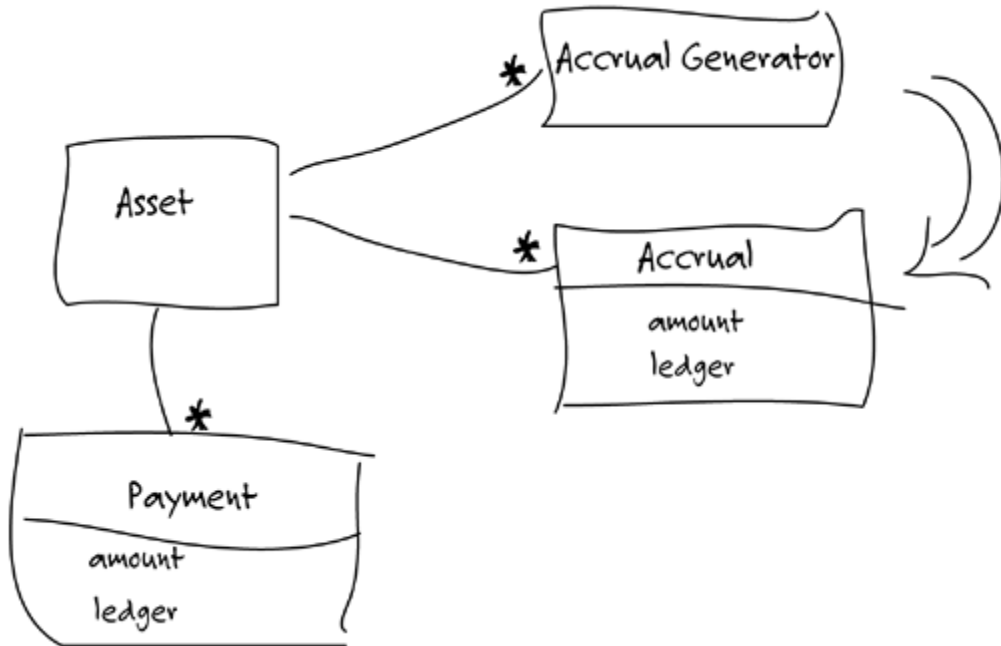 *
Accrual Generator
Asset
*
Accrual
amount
ledger
*
Payment
amount
ledger